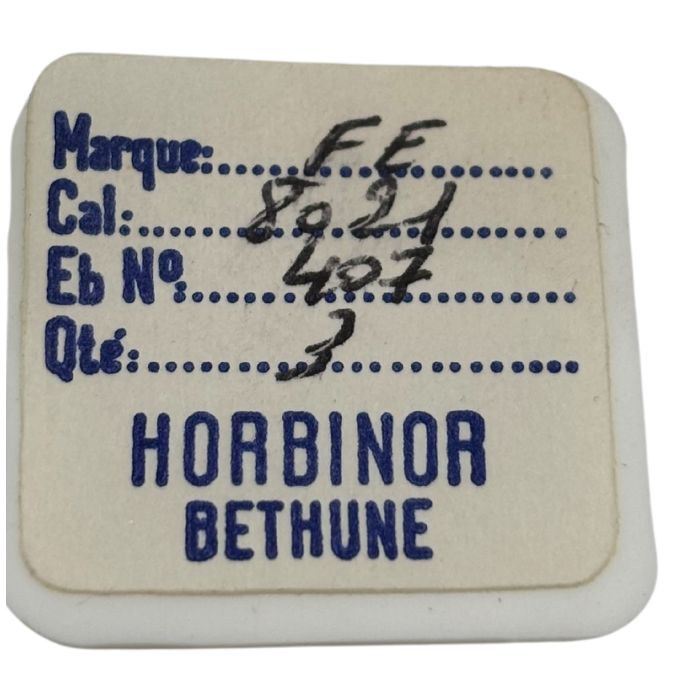 Marque: FE
Cal: 8021
Eb Nº: 407
Qté: 3
HORBINOR
BETHUNE